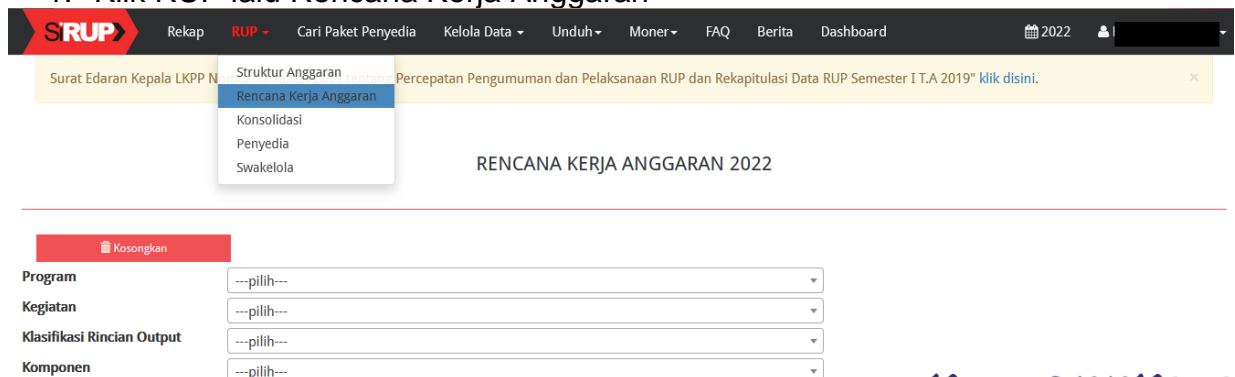 Klik RUP lalu Rencana Kerja Anggaran
SiRUP Rekap RUP Cari Paket Penyedia Kelola Data Unduh Moner FAQ Berita Dashboard 2022
Surat Edaran Kepala LKPP tentang Percepatan Pengumuman dan Pelaksanaan RUP dan Rekapitulasi Data RUP Semester I T.A 2019" klik disini. ×
Struktur Anggaran
Rencana Kerja Anggaran
Konsolidasi
Penyedia
Swakelola
RENCANA KERJA ANGGARAN 2022
Kosongkan
Program ---pilih---
Kegiatan ---pilih---
Klasifikasi Rincian Output ---pilih---
Komponen ---pilih---